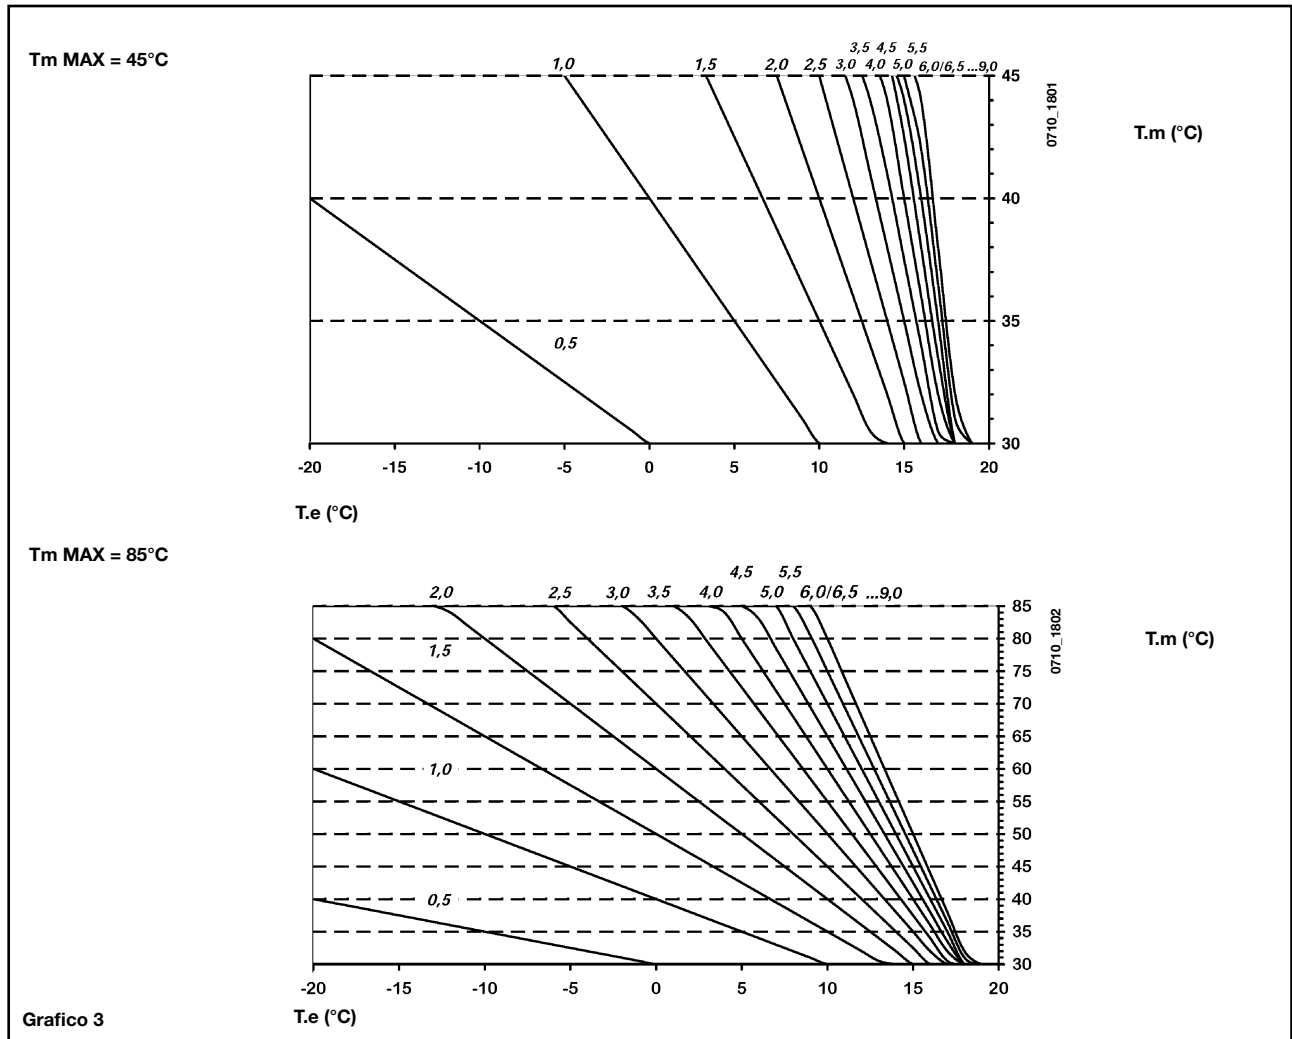 Tm MAX = 45°C
3,5 4,5 5,5
1,0 1,5 2,0 2,5 3,0 4,0 5,0 6,0/6,5 ...9,0
45
0710_1801
T.m (°C)
40
35
0,5
30
-20 -15 -10 -5 0 5 10 15 20
T.e (°C)
Tm MAX = 85°C
4,5 5,5
2,0 2,5 3,0 3,5 4,0 5,0 6,0/6,5 ...9,0
85
0710_1802
80
T.m (°C)
1,5
75
70
65
1,0
60
55
50
45
0,5
40
35
30
-20 -15 -10 -5 0 5 10 15 20
T.e (°C)
Grafico 3